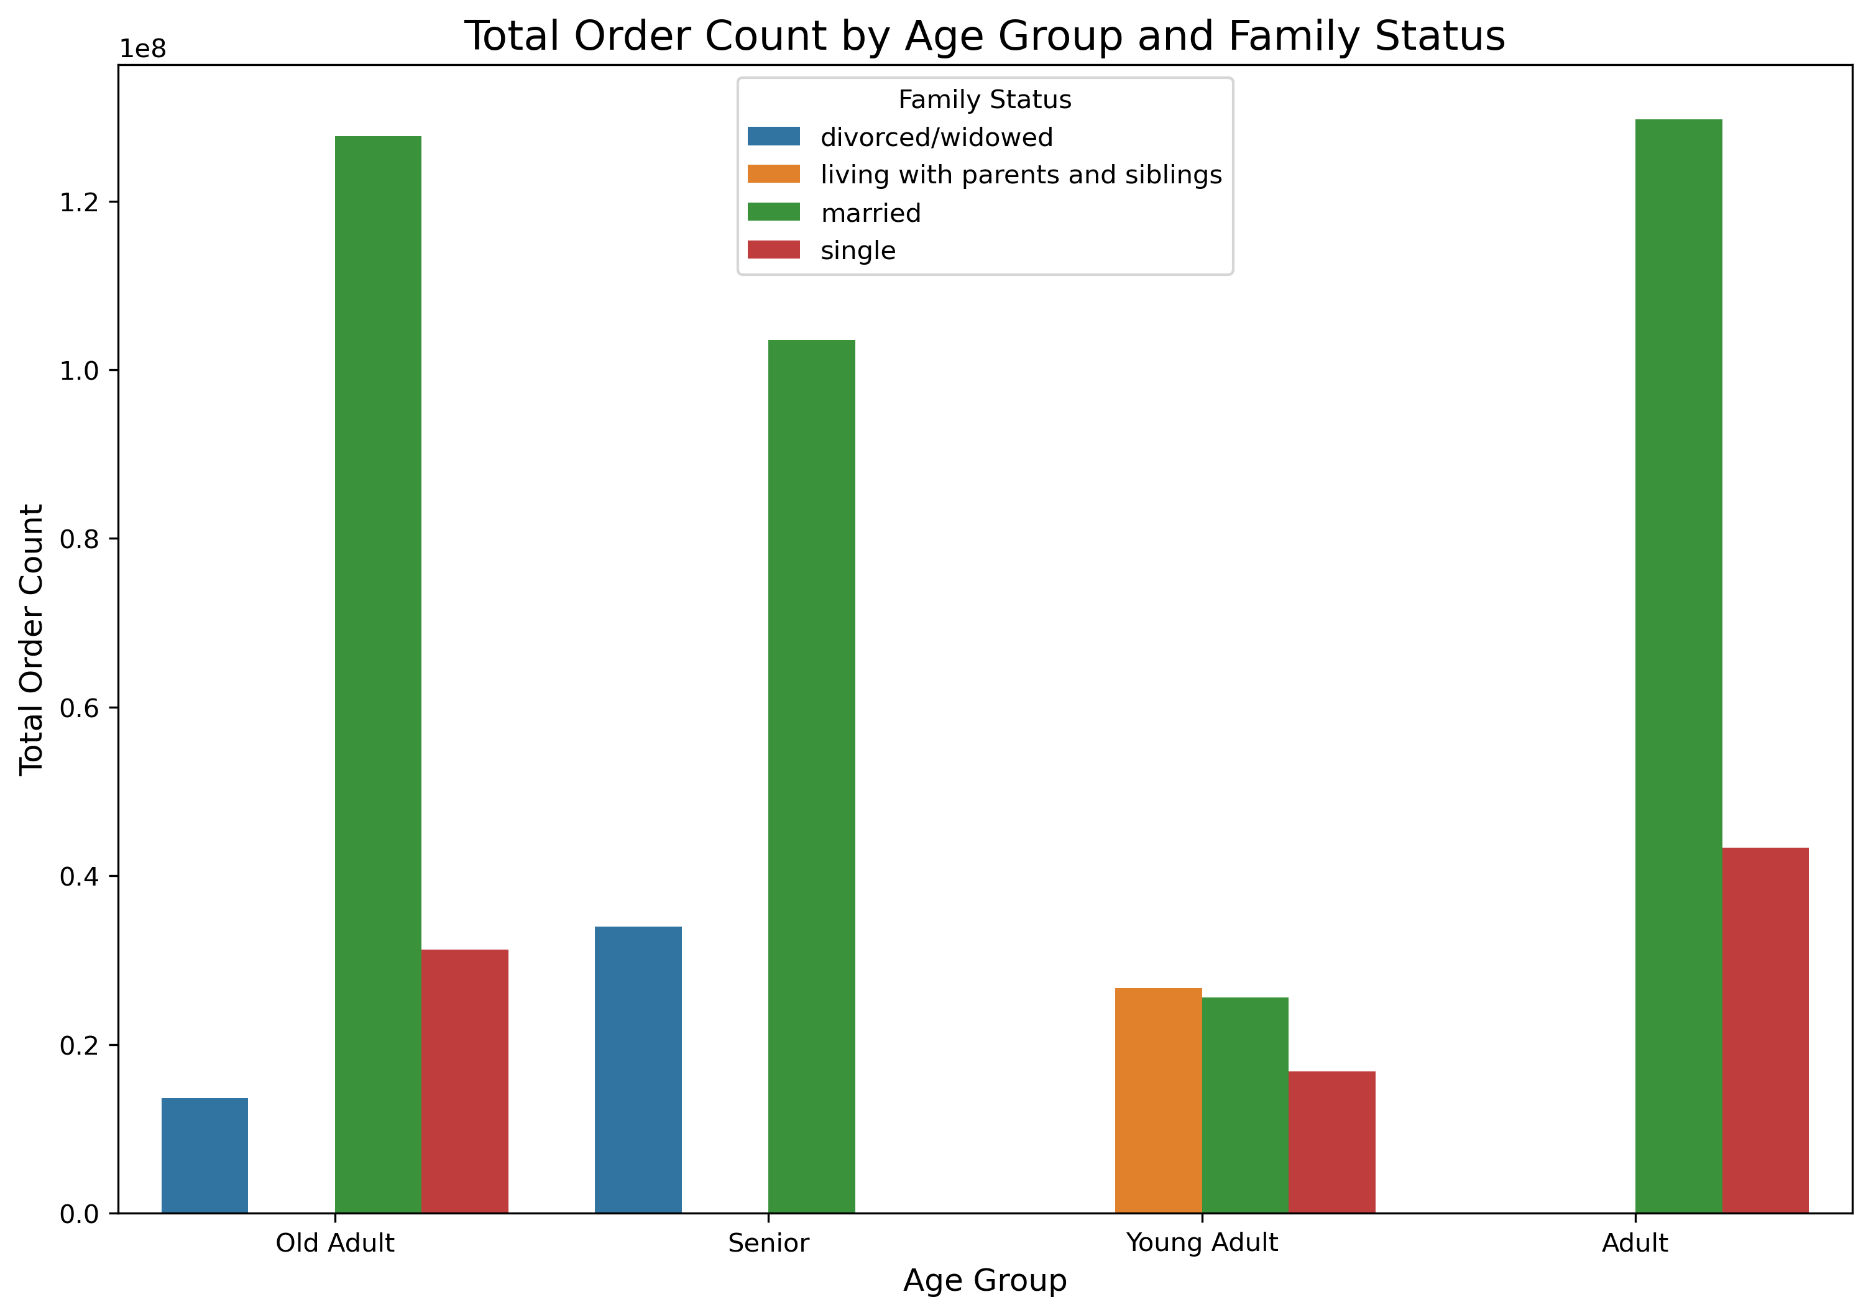 Total Order Count by Age Group and Family Status
1e8
Family Status
divorced/widowed
living with parents and siblings
married
single
1.2
1.0
0.8
0.6
0.4
0.2
0.0
Total Order Count
Old Adult
Senior
Young Adult
Adult
Age Group